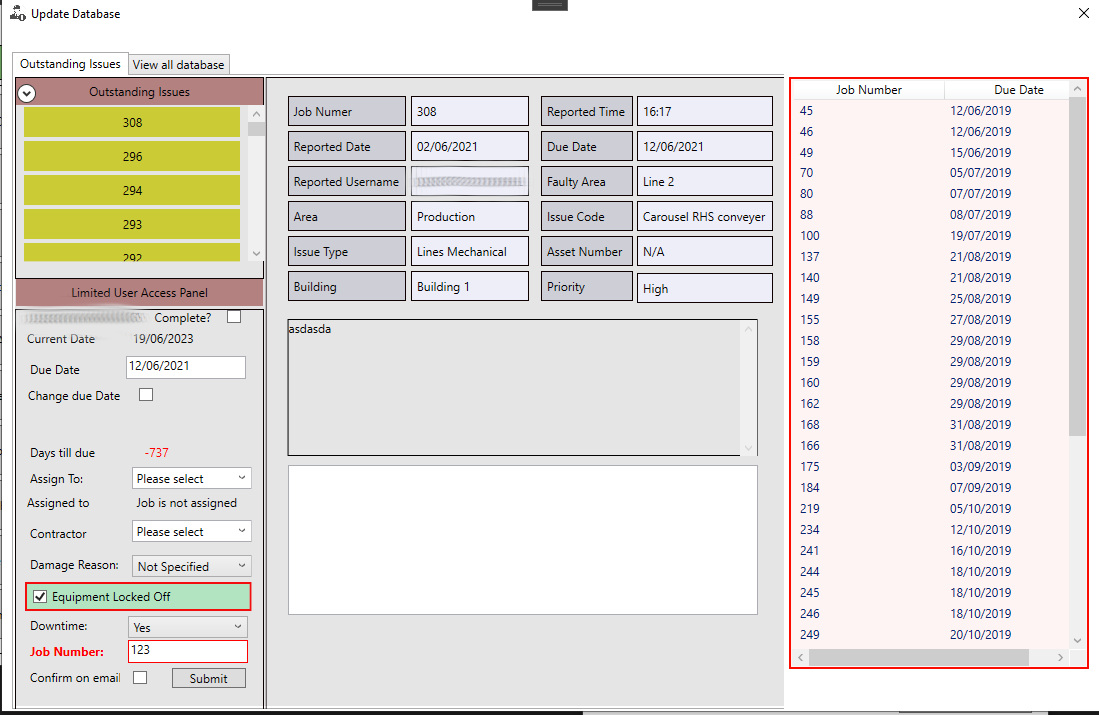 Update Database
Outstanding Issues
View all database
Outstanding Issues
308
296
294
293
292
Limited User Access Panel
Complete?
Current Date 19/06/2023
Due Date 12/06/2021
Change due Date
Days till due -737
Assign To: Please select
Assigned to Job is not assigned
Contractor Please select
Damage Reason: Not Specified
Equipment Locked Off
Downtime: Yes
Job Number: 123
Confirm on email Submit
Job Numer 308 Reported Time 16:17
Reported Date 02/06/2021 Due Date 12/06/2021
Reported Username Faulty Area Line 2
Area Production Issue Code Carousel RHS conveyer
Issue Type Lines Mechanical Asset Number N/A
Building Building 1 Priority High
asdasda
Job Number Due Date
45 12/06/2019
46 12/06/2019
49 15/06/2019
70 05/07/2019
80 07/07/2019
88 08/07/2019
100 19/07/2019
137 21/08/2019
140 21/08/2019
149 25/08/2019
155 27/08/2019
158 29/08/2019
159 29/08/2019
160 29/08/2019
162 29/08/2019
168 31/08/2019
166 31/08/2019
175 03/09/2019
184 07/09/2019
219 05/10/2019
234 12/10/2019
241 16/10/2019
244 18/10/2019
245 18/10/2019
246 18/10/2019
249 20/10/2019